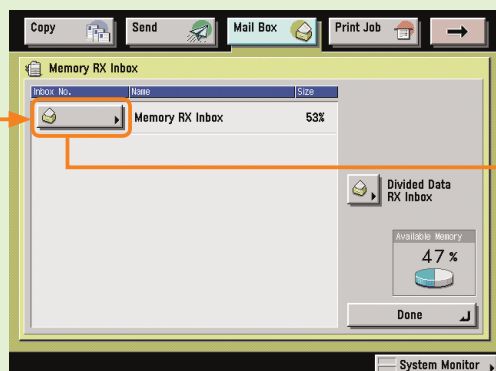 Copy
Send
Mail Box
Print Job
Memory RX Inbox
Inbox No.
Name
Size
Memory RX Inbox
53%
Divided Data
RX Inbox
Available Memory
47 %
Done
System Monitor